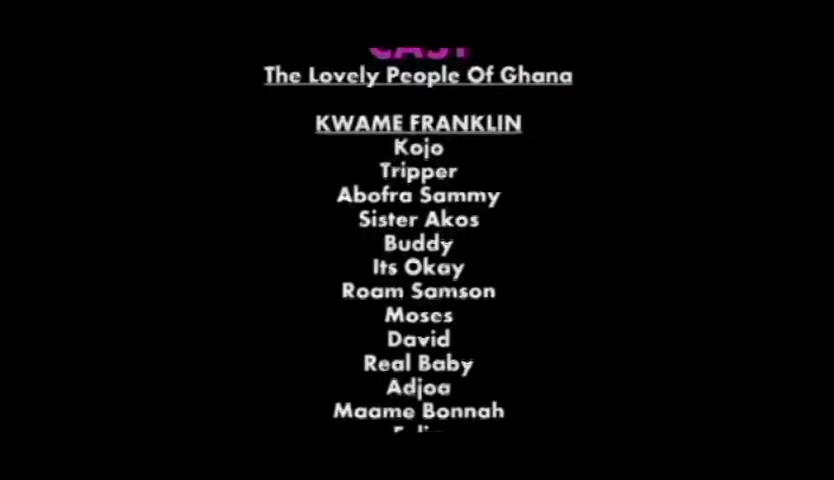 CAST
The Lovely People Of Ghana
KWAME FRANKLIN
Kojo
Tripper
Abofra Sammy
Sister Akos
Buddy
Its Okay
Roam Samson
Moses
David
Real Baby
Adjoa
Maame Bonnah